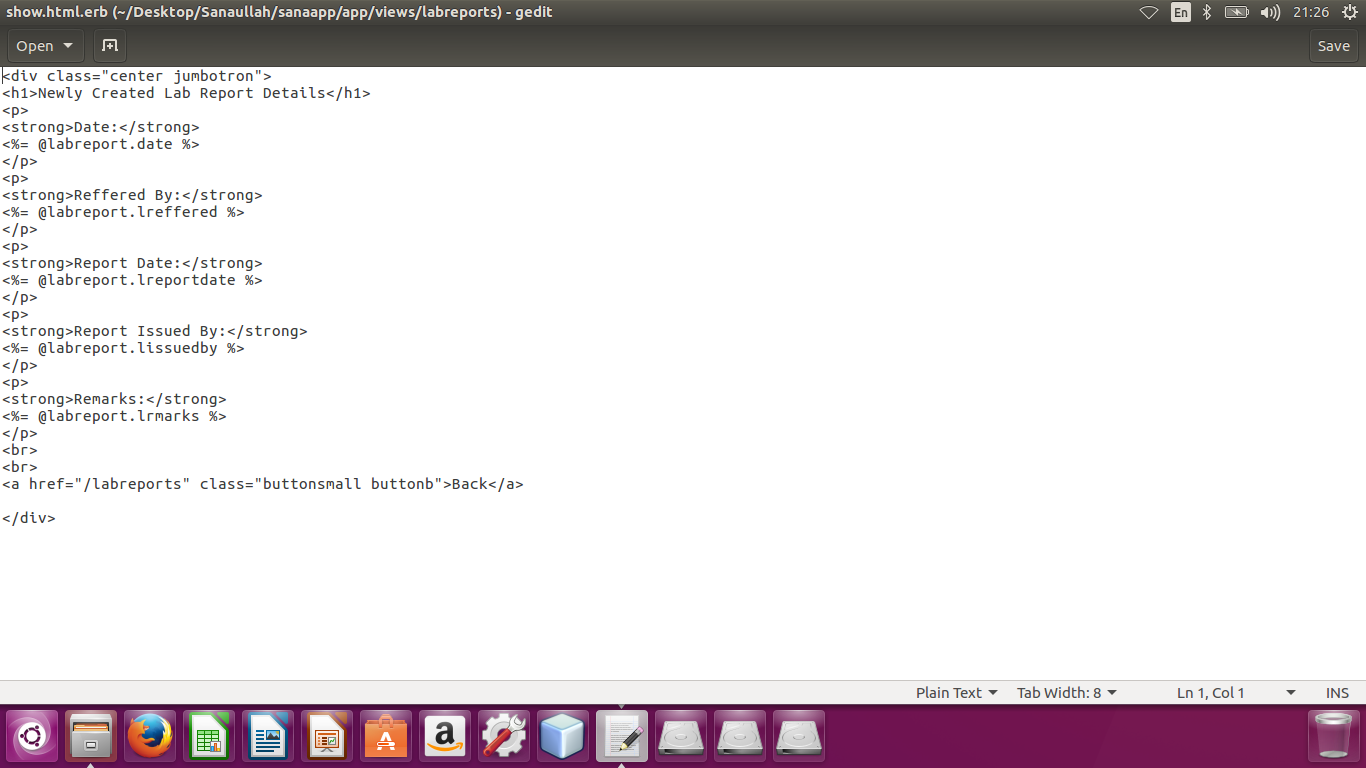 show.html.erb (~/Desktop/Sanaullah/sanaapp/app/views/labreports) - gedit
En
21:26
Open
Save
<div class="center jumbotron">
<h1>Newly Created Lab Report Details</h1>
<p>
<strong>Date:</strong>
<%= @labreport.date %>
</p>
<p>
<strong>Reffered By:</strong>
<%= @labreport.lreffered %>
</p>
<p>
<strong>Report Date:</strong>
<%= @labreport.lreportdate %>
</p>
<p>
<strong>Report Issued By:</strong>
<%= @labreport.lissuedby %>
</p>
<p>
<strong>Remarks:</strong>
<%= @labreport.lrmarks %>
</p>
<br>
<br>
<a href="/labreports" class="buttonsmall buttonb">Back</a>
</div>
Plain Text
Tab Width: 8
Ln 1, Col 1
INS